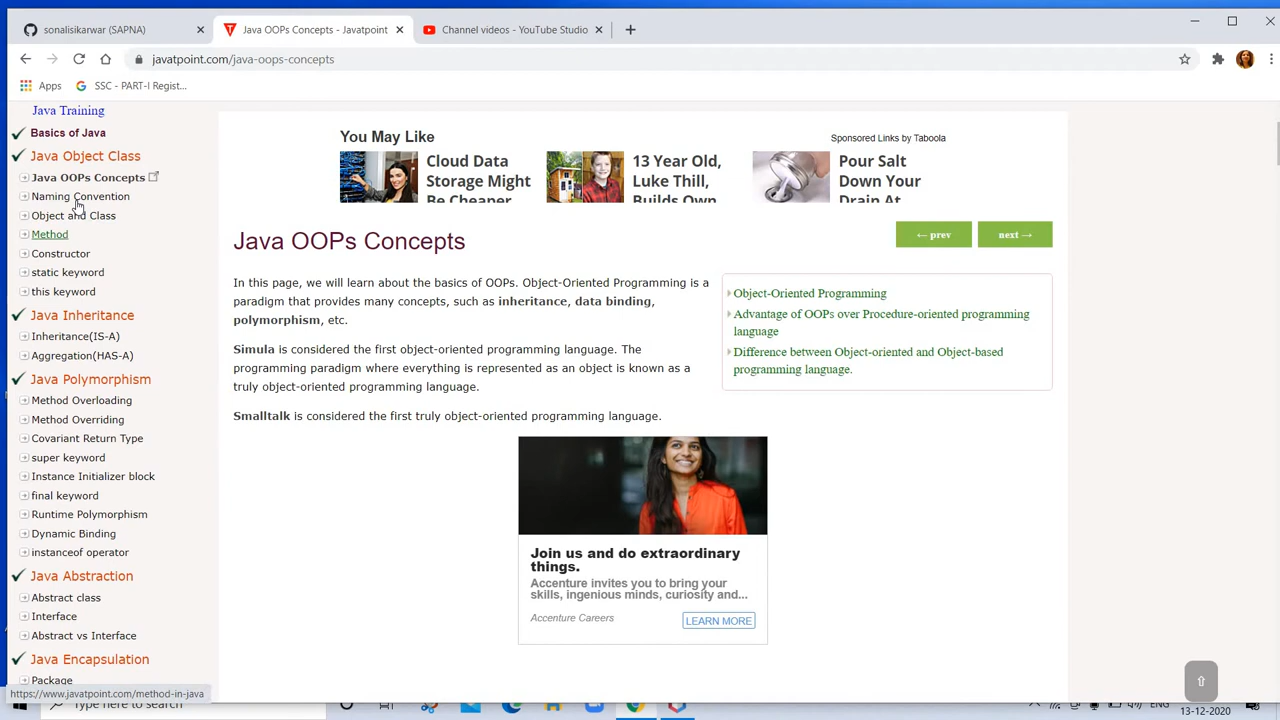 sonalisikarwar (SAPNA)
Java OOPs Concepts - Javatpoint
Channel videos - YouTube Studio
javatpoint.com/java-oops-concepts
Apps
SSC - PART-I Regist...
Java Training
Basics of Java
Java Object Class
Java OOPs Concepts
Naming Convention
Object and Class
Method
Constructor
static keyword
this keyword
Java Inheritance
Inheritance(IS-A)
Aggregation(HAS-A)
Java Polymorphism
Method Overloading
Method Overriding
Covariant Return Type
super keyword
Instance Initializer block
final keyword
Runtime Polymorphism
Dynamic Binding
instanceof operator
Java Abstraction
Abstract class
Interface
Abstract vs Interface
Java Encapsulation
Package
https://www.javatpoint.com/method-in-java
You May Like
Sponsored Links by Taboola
Cloud Data
Storage Might
Be Cheaper
13 Year Old,
Luke Thill,
Builds Own
Pour Salt
Down Your
Drain At
Java OOPs Concepts
← prev
next →
In this page, we will learn about the basics of OOPs. Object-Oriented Programming is a
paradigm that provides many concepts, such as inheritance, data binding,
polymorphism, etc.
Simula is considered the first object-oriented programming language. The
programming paradigm where everything is represented as an object is known as a
truly object-oriented programming language.
Smalltalk is considered the first truly object-oriented programming language.
Object-Oriented Programming
Advantage of OOPs over Procedure-oriented programming
language
Difference between Object-oriented and Object-based
programming language.
Join us and do extraordinary
things.
Accenture invites you to bring your
skills, ingenious minds, curiosity and...
Accenture Careers
LEARN MORE
Type here to search
ENG
13-12-2020